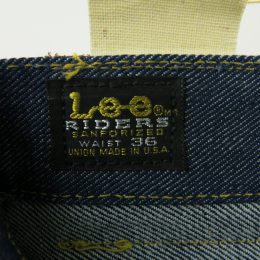 Lee
RIDERS
SANFORIZED
WAIST 36
UNION MADE IN U.S.A.